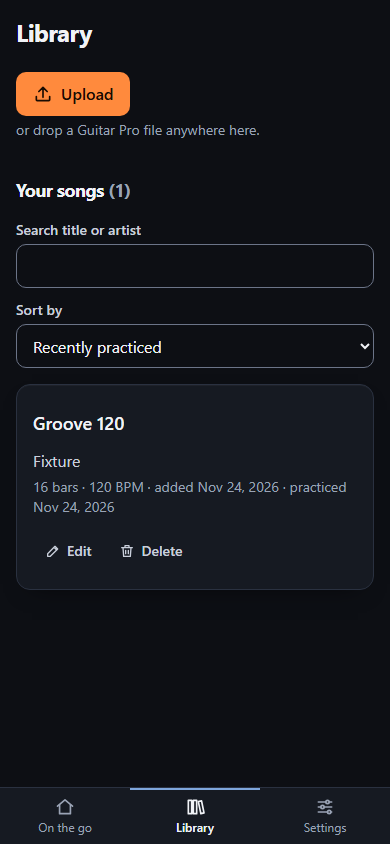 Library
Upload
or drop a Guitar Pro file anywhere here.
Your songs (1)
Search title or artist
Sort by
Recently practiced
Groove 120
Fixture
16 bars · 120 BPM · added Nov 24, 2026 · practiced
Nov 24, 2026
Edit Delete
On the go Library Settings